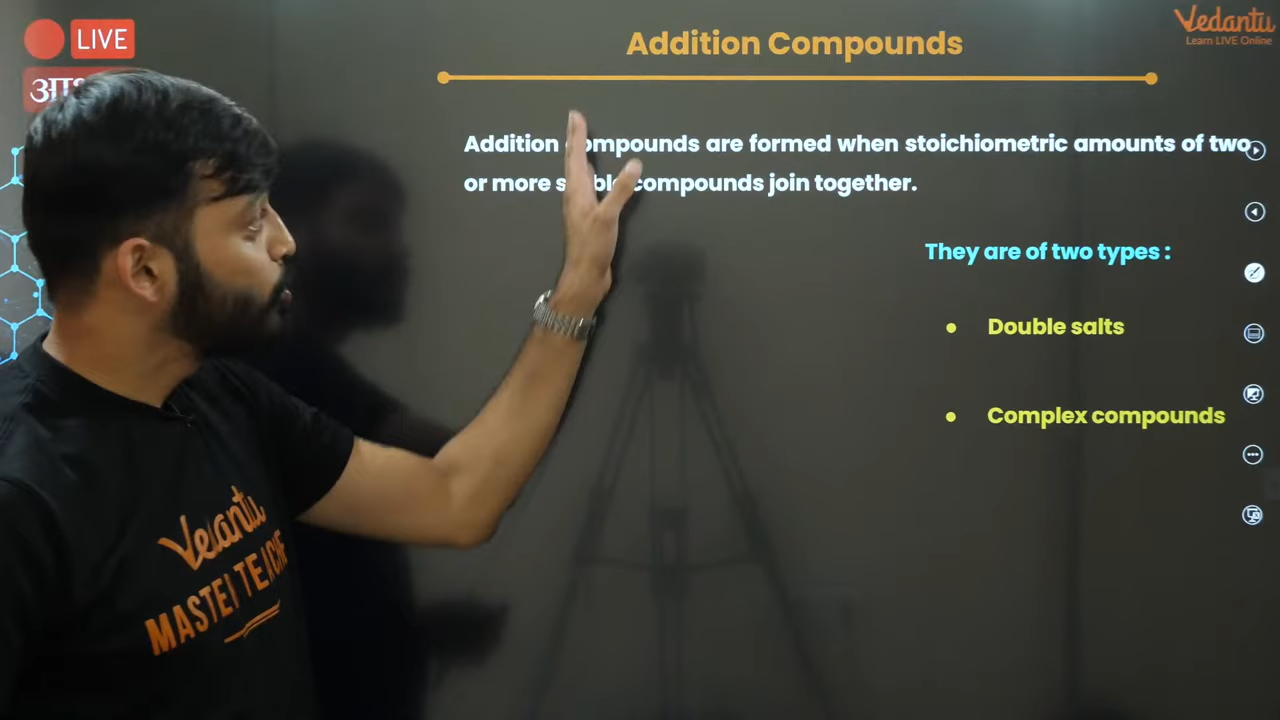 LIVE
Vedantu
Learn LIVE Online
Addition Compounds
Addition compounds are formed when stoichiometric amounts of two
or more compounds join together.
They are of two types :
• Double salts
• Complex compounds
Vedantu
MASTER TEACHER